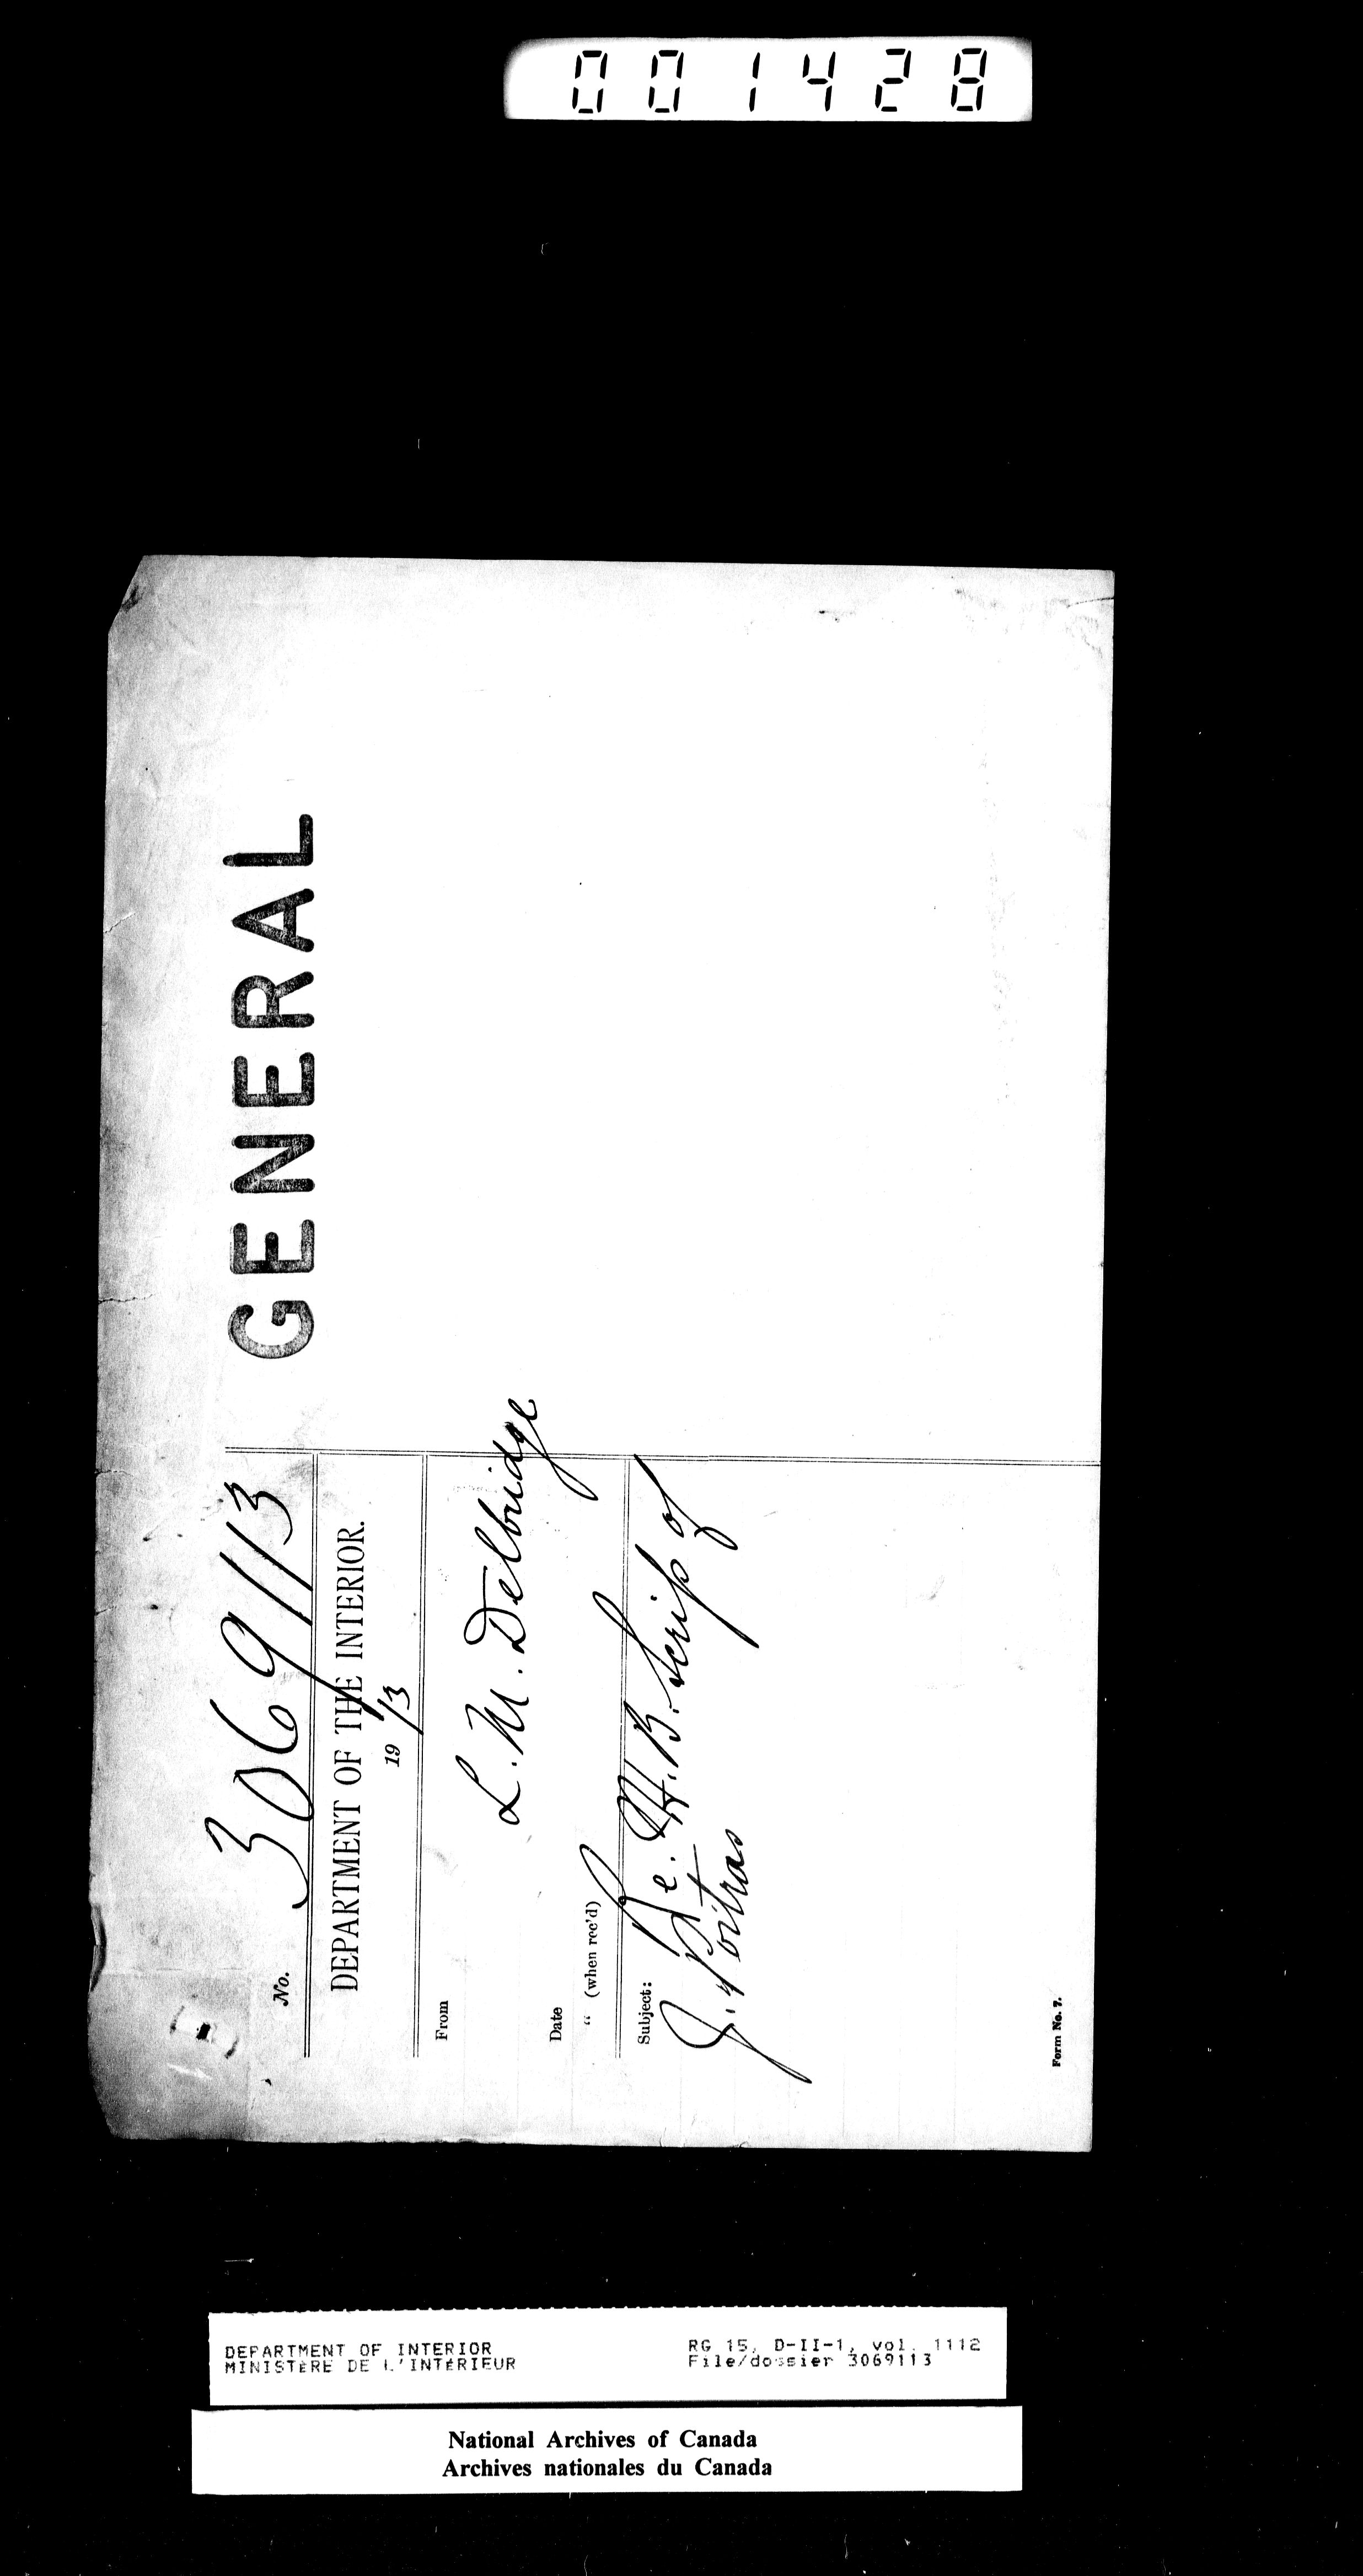 001428
GENERAL
No. 3069113
DEPARTMENT OF THE INTERIOR.
1913
From
L. M. Delbridge
Date
" (when rec'd)
Subject:
Re. H. B. Scrip of
J. Poitras
Form No. 7.
DEPARTMENT OF INTERIOR
MINISTÈRE DE L'INTÉRIEUR
RG 15, D-II-1, vol. 1112
File/dossier 3069113
National Archives of Canada
Archives nationales du Canada